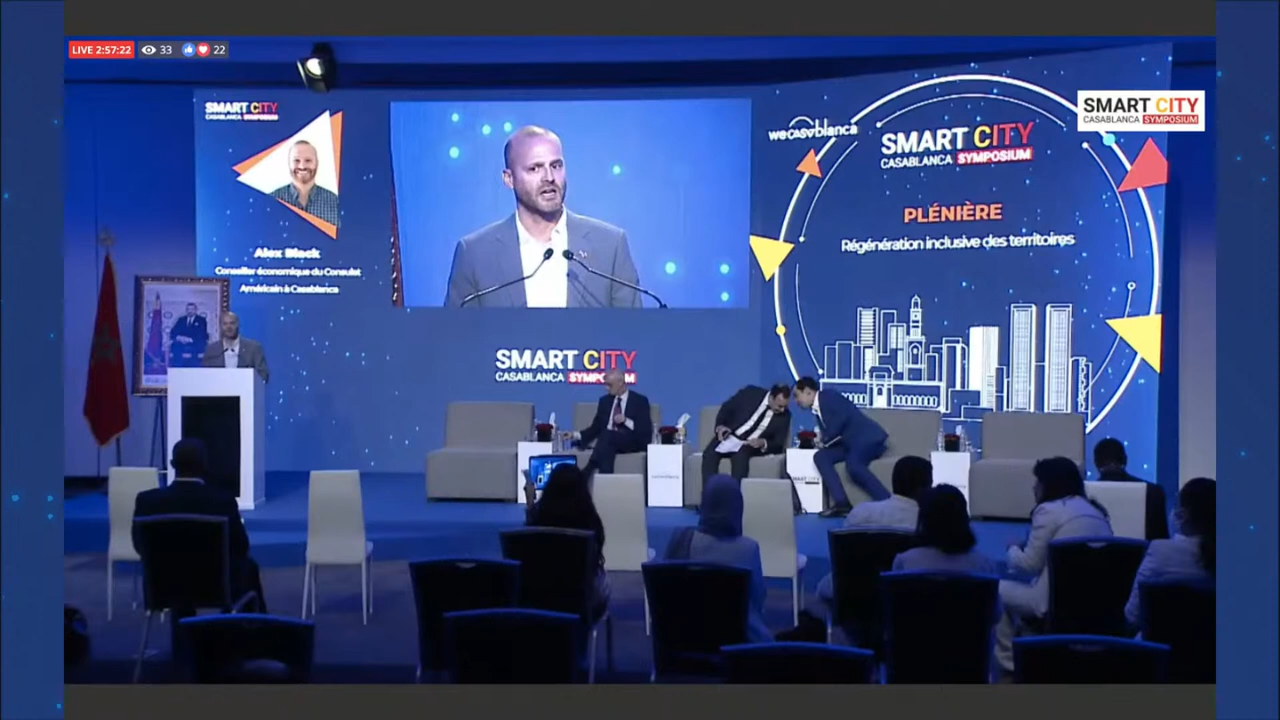 LIVE 2:57:22
33
22
SMART CITY
CASABLANCA SYMPOSIUM
Alex Black
Conseiller économique du Consulat
Américain à Casablanca
SMART CITY
CASABLANCA SYMPOSIUM
wecasablanca
SMART CITY
CASABLANCA SYMPOSIUM
PLÉNIÈRE
Régénération inclusive des territoires
SMART CITY
CASABLANCA SYMPOSIUM